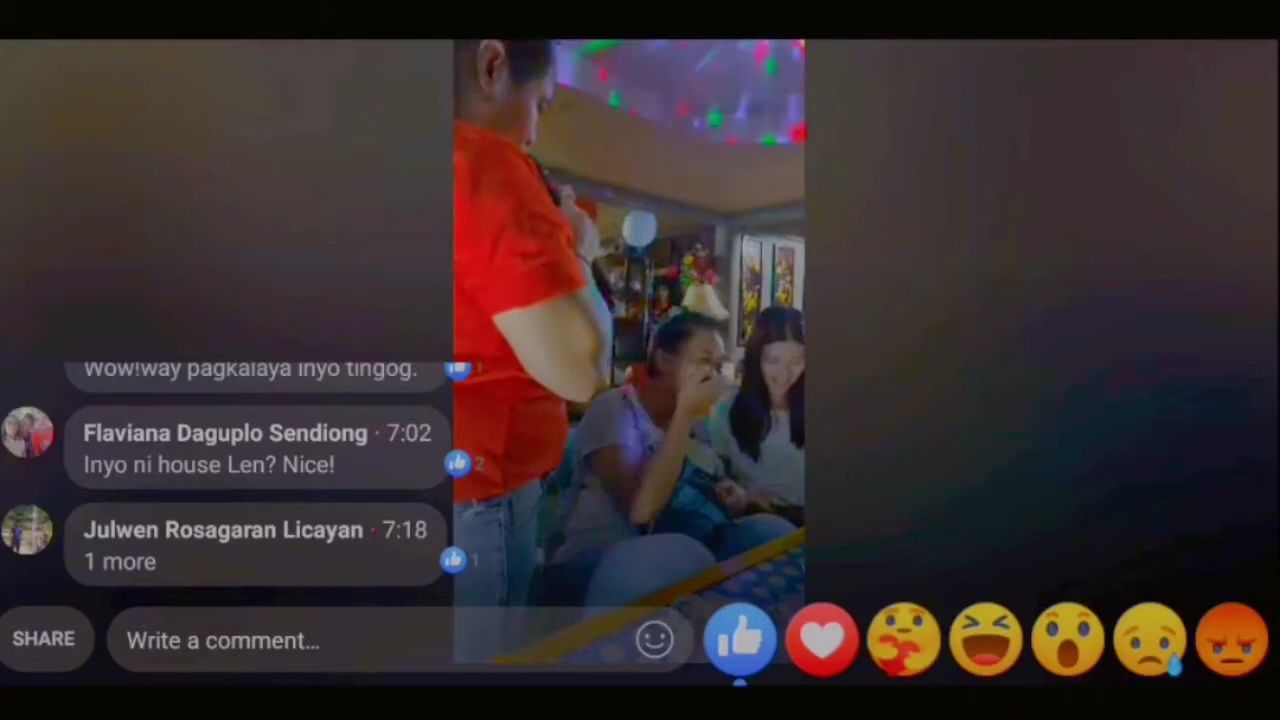 Wow!way pagkalaya inyo tingog.
1
Flaviana Daguplo Sendiong · 7:02
Inyo ni house Len? Nice!
2
Julwen Rosagaran Licayan · 7:18
1 more
1
SHARE
Write a comment...